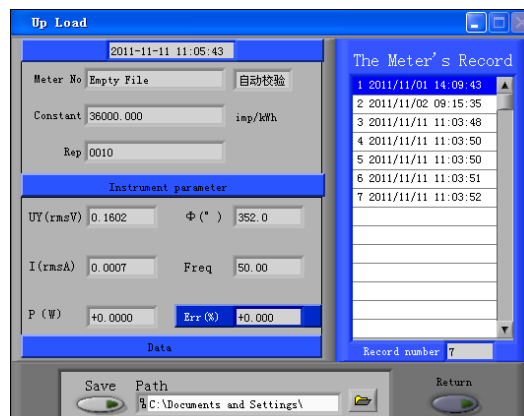 Up Load
2011-11-11 11:05:43
Meter No Empty File 自动校验
Constant 36000.000 imp/kWh
Rep 0010
Instrument parameter
UY(rmsV) 0.1602 Φ(°) 352.0
I(rmsA) 0.0007 Freq 50.00
P(W) +0.0000 Err(%) +0.000
Data
The Meter's Record
1 2011/11/01 14:09:43
2 2011/11/02 09:15:35
3 2011/11/11 11:03:48
4 2011/11/11 11:03:50
5 2011/11/11 11:03:50
6 2011/11/11 11:03:51
7 2011/11/11 11:03:52
Record number 7
Save Path
C:\Documents and Settings\
Return